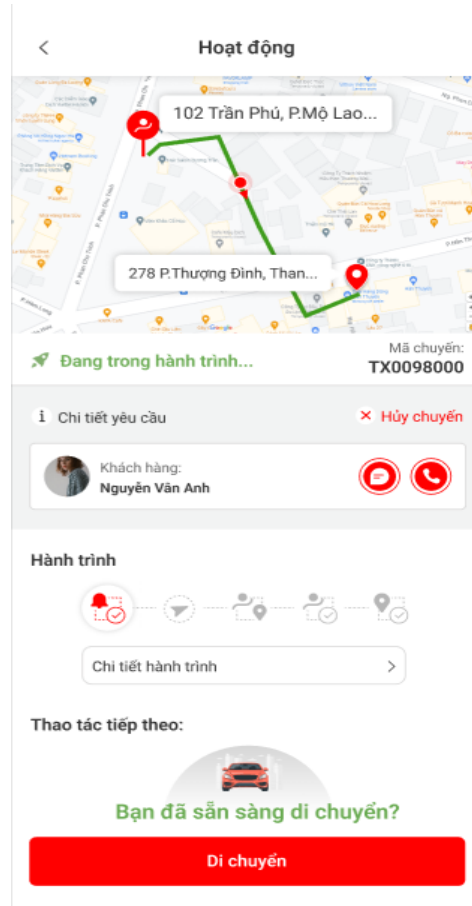 Hoạt động
102 Trần Phú, P.Mộ Lao...
278 P.Thượng Đình, Than...
Google
Đang trong hành trình...
Mã chuyến:
TX0098000
Chi tiết yêu cầu
Hủy chuyến
Khách hàng:
Nguyễn Văn Anh
Hành trình
Chi tiết hành trình
Thao tác tiếp theo:
Bạn đã sẵn sàng di chuyển?
Di chuyển